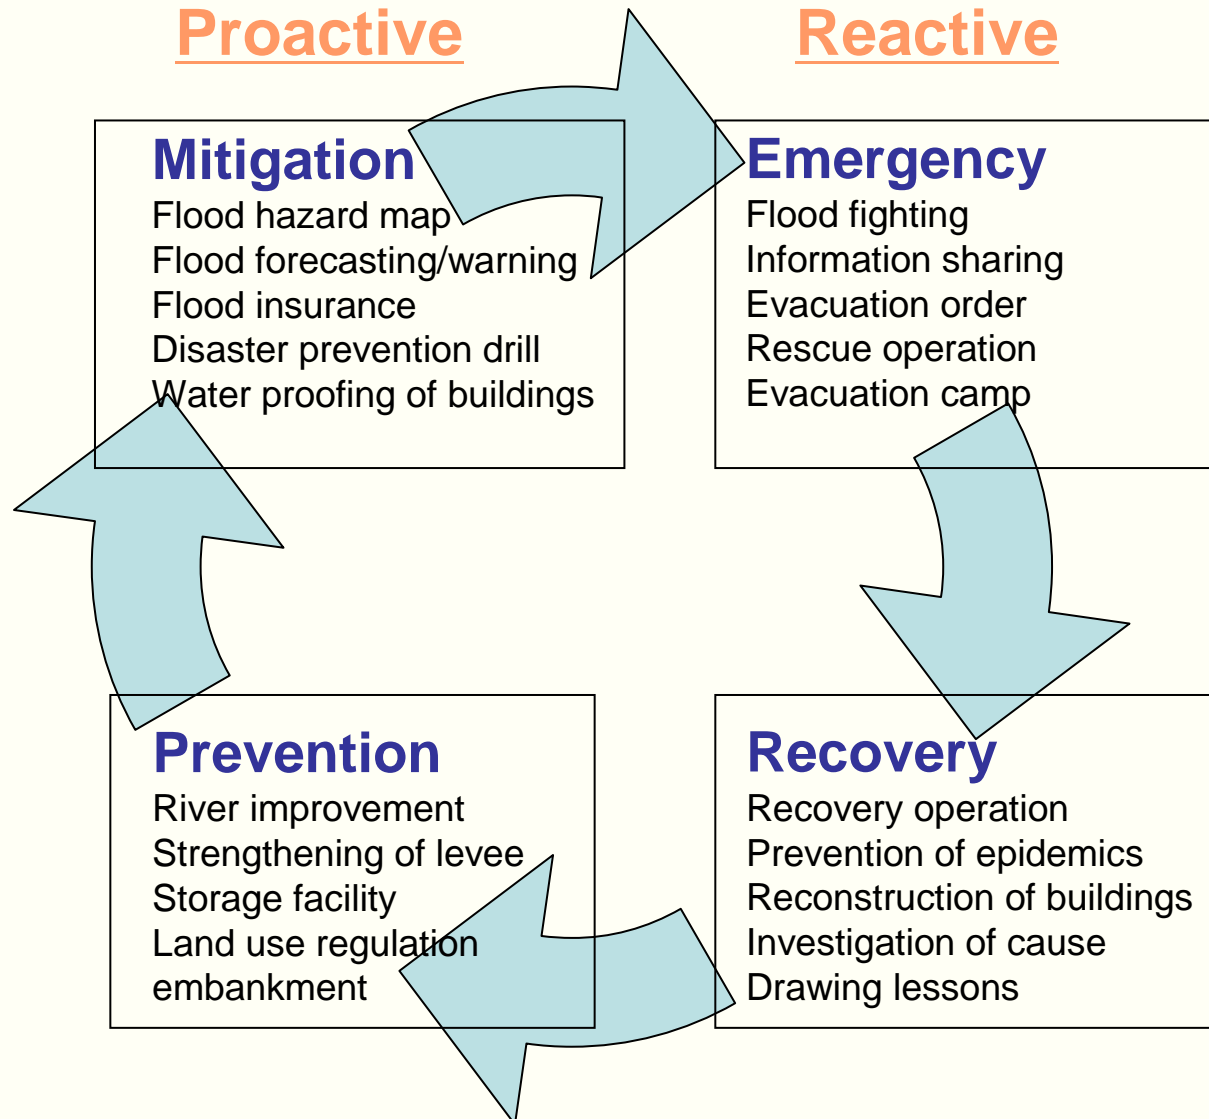 Proactive
Reactive
Mitigation
Flood hazard map
Flood forecasting/warning
Flood insurance
Disaster prevention drill
Water proofing of buildings
Emergency
Flood fighting
Information sharing
Evacuation order
Rescue operation
Evacuation camp
Prevention
River improvement
Strengthening of levee
Storage facility
Land use regulation
embankment
Recovery
Recovery operation
Prevention of epidemics
Reconstruction of buildings
Investigation of cause
Drawing lessons